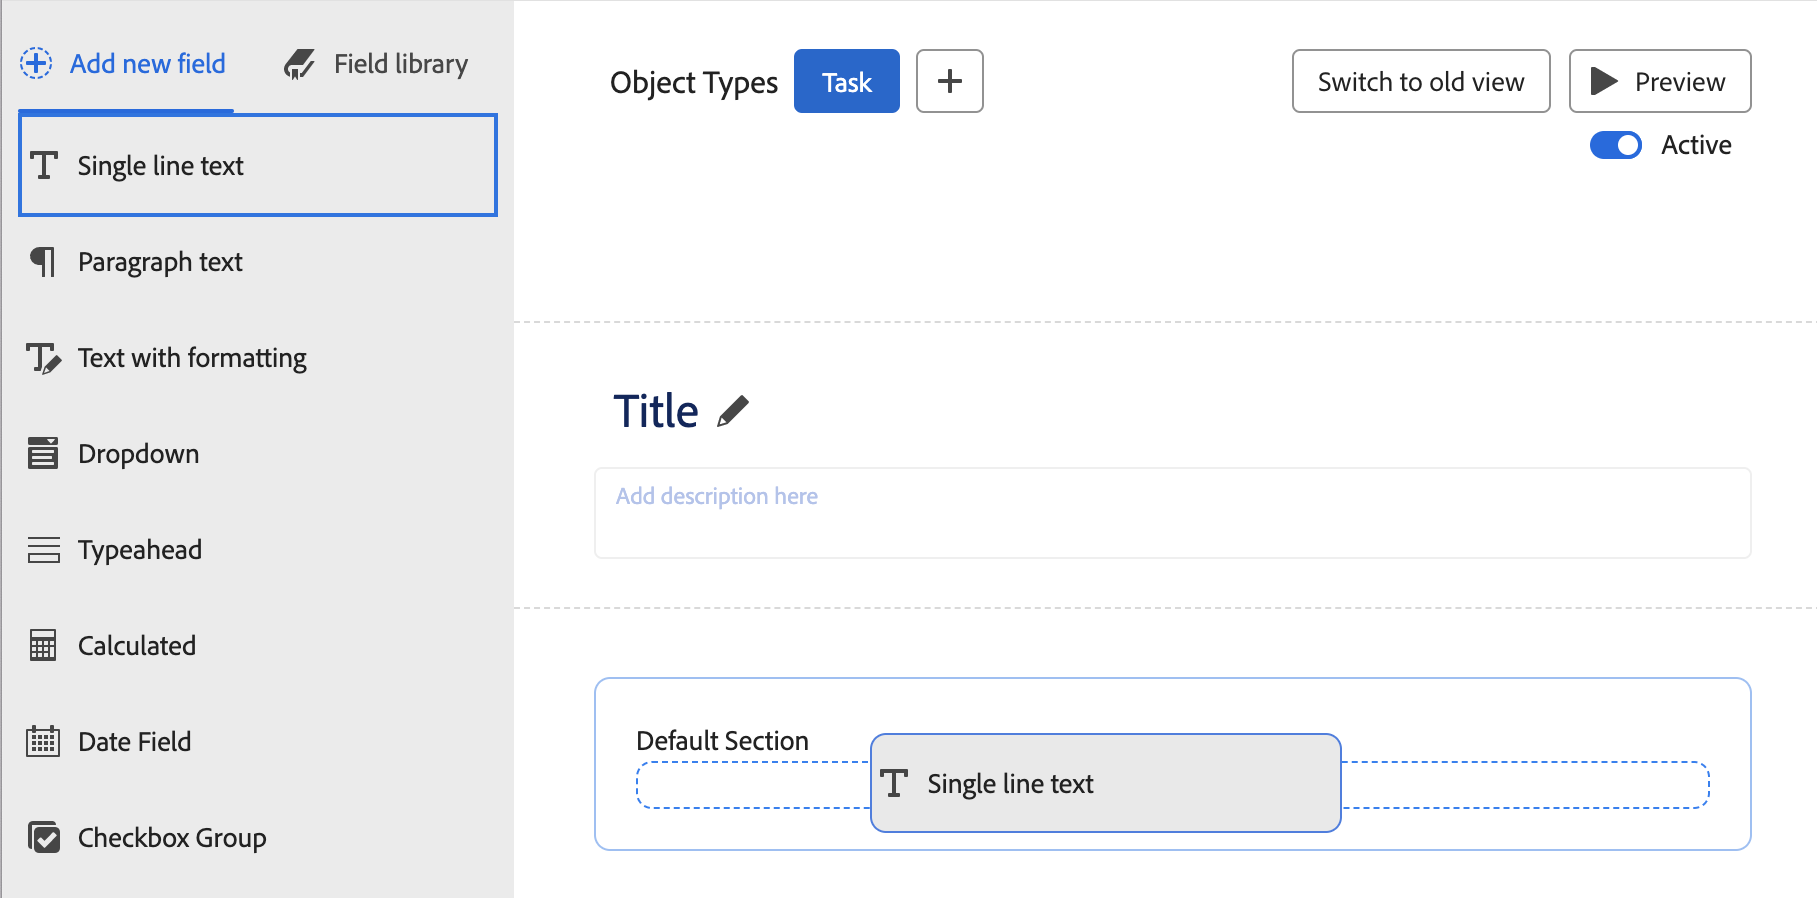 Add new field
Field library
Single line text
Paragraph text
Text with formatting
Dropdown
Typeahead
Calculated
Date Field
Checkbox Group
Object Types
Task
Switch to old view
Preview
Active
Title
Add description here
Default Section
Single line text